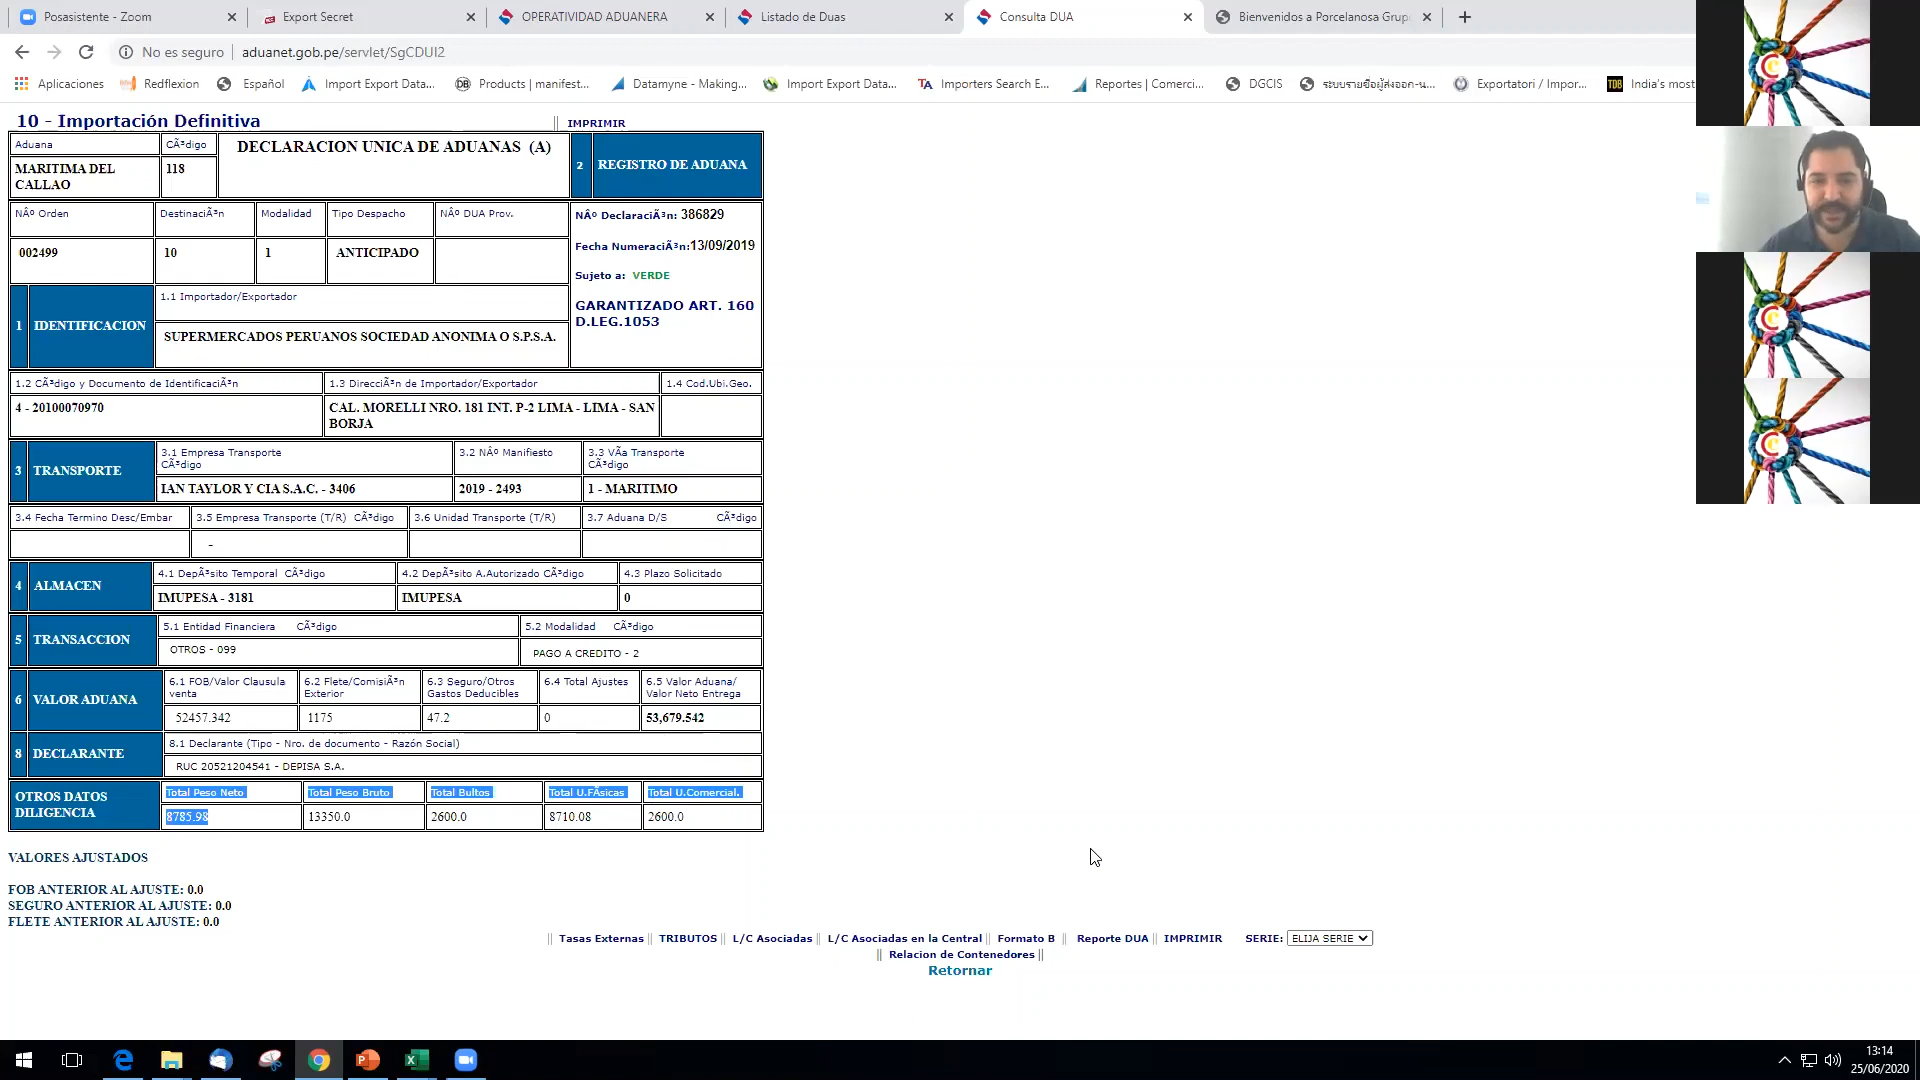 Posasistente - Zoom
Export Secret
OPERATIVIDAD ADUANERA
Listado de Duas
Consulta DUA
Bienvenidos a Porcelanosa Grup
No es seguro | aduanet.gob.pe/servlet/SgCDUI2
Aplicaciones
Redflexion
Español
Import Export Data...
Products | manifest...
Datamyne - Making...
Import Export Data...
Importers Search E...
Reportes | Comerci...
DGCIS
ระบบรายชื่อผู้ส่งออก-น...
Exportatori / Impor...
India's most
10 - Importación Definitiva
|| IMPRIMIR
Aduana
CÃ³digo
DECLARACION UNICA DE ADUANAS (A)
2
REGISTRO DE ADUANA
MARITIMA DEL CALLAO
118
NÂº Orden
DestinaciÃ³n
Modalidad
Tipo Despacho
NÂº DUA Prov.
NÂº DeclaraciÃ³n: 386829
002499
10
1
ANTICIPADO
Fecha NumeraciÃ³n:13/09/2019
Sujeto a: VERDE
GARANTIZADO ART. 160
D.LEG.1053
1
IDENTIFICACION
1.1 Importador/Exportador
SUPERMERCADOS PERUANOS SOCIEDAD ANONIMA O S.P.S.A.
1.2 CÃ³digo y Documento de IdentificaciÃ³n
1.3 DirecciÃ³n de Importador/Exportador
1.4 Cod.Ubi.Geo.
4 - 20100070970
CAL. MORELLI NRO. 181 INT. P-2 LIMA - LIMA - SAN
BORJA
3
TRANSPORTE
3.1 Empresa Transporte
CÃ³digo
3.2 NÂº Manifiesto
3.3 VÃa Transporte
CÃ³digo
IAN TAYLOR Y CIA S.A.C. - 3406
2019 - 2493
1 - MARITIMO
3.4 Fecha Termino Desc/Embar
3.5 Empresa Transporte (T/R) CÃ³digo
3.6 Unidad Transporte (T/R)
3.7 Aduana D/S
CÃ³digo
-
4
ALMACEN
4.1 DepÃ³sito Temporal CÃ³digo
4.2 DepÃ³sito A.Autorizado CÃ³digo
4.3 Plazo Solicitado
IMUPESA - 3181
IMUPESA
0
5
TRANSACCION
5.1 Entidad Financiera CÃ³digo
5.2 Modalidad CÃ³digo
OTROS - 099
PAGO A CREDITO - 2
6
VALOR ADUANA
6.1 FOB/Valor Clausula
venta
6.2 Flete/ComisiÃ³n
Exterior
6.3 Seguro/Otros
Gastos Deducibles
6.4 Total Ajustes
6.5 Valor Aduana/
Valor Neto Entrega
52457.342
1175
47.2
0
53,679.542
8
DECLARANTE
8.1 Declarante (Tipo - Nro. de documento - Razón Social)
RUC 20521204541 - DEPISA S.A.
OTROS DATOS
DILIGENCIA
Total Peso Neto
Total Peso Bruto
Total Bultos
Total U.FÃsicas
Total U.Comercial.
8785.98
13350.0
2600.0
8710.08
2600.0
VALORES AJUSTADOS
FOB ANTERIOR AL AJUSTE: 0.0
SEGURO ANTERIOR AL AJUSTE: 0.0
FLETE ANTERIOR AL AJUSTE: 0.0
|| Tasas Externas || TRIBUTOS || L/C Asociadas || L/C Asociadas en la Central || Formato B || Reporte DUA || IMPRIMIR SERIE: ELIJA SERIE
|| Relacion de Contenedores ||
Retornar
13:14
25/06/2020